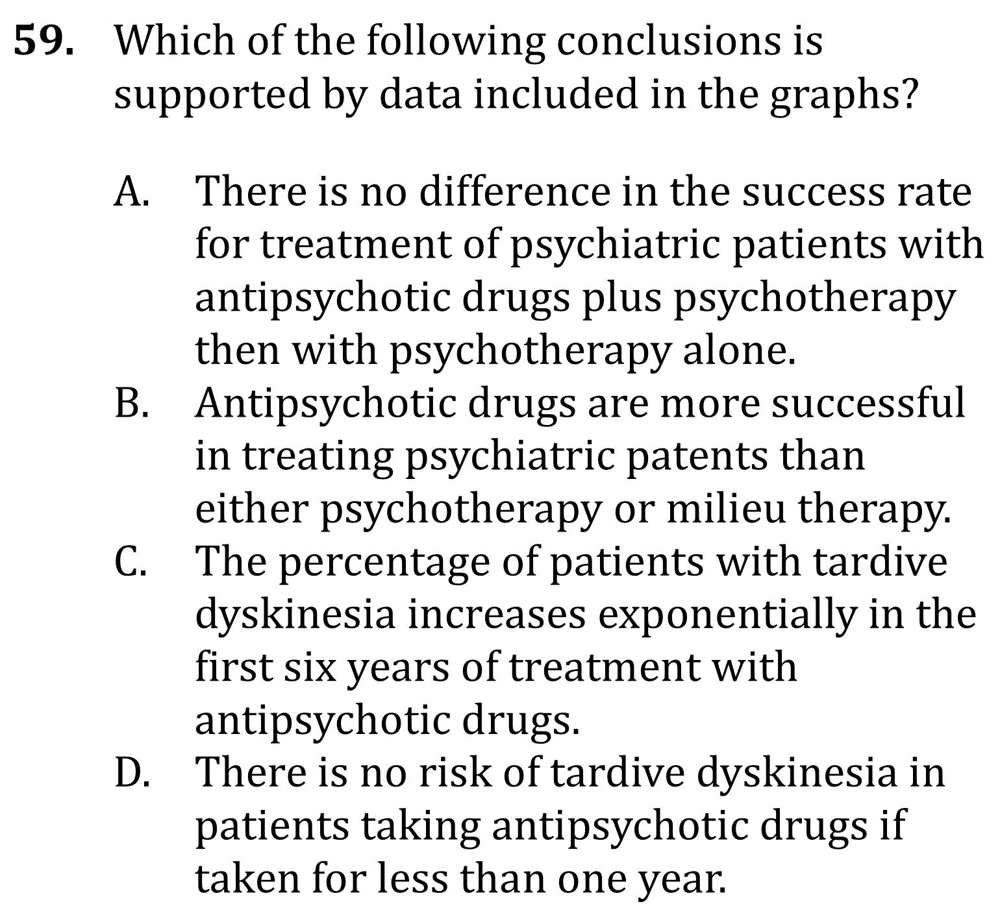 59. Which of the following conclusions is
supported by data included in the graphs?
A. There is no difference in the success rate
for treatment of psychiatric patients with
antipsychotic drugs plus psychotherapy
then with psychotherapy alone.
B. Antipsychotic drugs are more successful
in treating psychiatric patents than
either psychotherapy or milieu therapy.
C. The percentage of patients with tardive
dyskinesia increases exponentially in the
first six years of treatment with
antipsychotic drugs.
D. There is no risk of tardive dyskinesia in
patients taking antipsychotic drugs if
taken for less than one year.